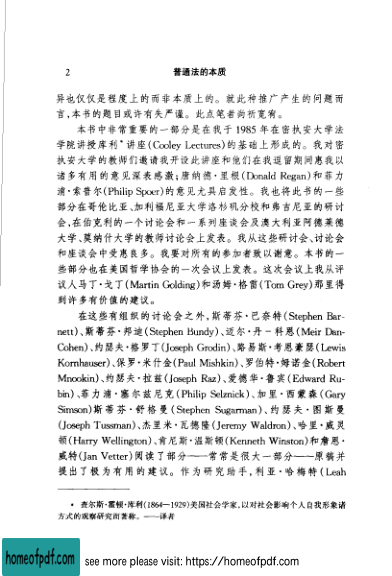 2 普通法的本质
异也仅仅是程度上的而非本质上的。就此种推广产生的问题而
言,本书的题目或许有失严谨。此点笔者尚祈宽宥。
本书中非常重要的一部分是在我于 1985 年在密执安大学法
学院讲授库利*讲座(Cooley Lectures)的基础上形成的。我对密
执安大学的教师们邀请我开设此讲座和他们在我逗留期间惠我以
诸多有用的意见深表感激;唐纳德·里根(Donald Regan)和菲力
浦·索普尔(Philip Spoer)的意见尤具启发性。我也将此书的一些
部分在哥伦比亚、加利福尼亚大学洛杉矶分校和弗吉尼亚的研讨
会,在伯克利的一个讨论会和一系列座谈会及澳大利亚阿德莱德
大学、莫纳什大学的教师讨论会上发表。我从这些研讨会、讨论会
和座谈会中受惠良多。我要对所有的参加者致以谢意。本书的一
些部分也在美国哲学协会的一次会议上发表。这次会议上我从评
议人马丁·戈丁(Martin Golding)和汤姆·格雷(Tom Grey)那里得
到许多有价值的建议。
在这些有组织的讨论会之外,斯蒂芬·巴奈特(Stephen Bar-
nett)、斯蒂芬·邦迪(Stephen Bundy)、迈尔·丹-科恩(Meir Dan-
Cohen)、约瑟夫·格罗丁(Joseph Grodin)、路易斯·考恩豪瑟(Lewis
Kornhauser)、保罗·米什金(Paul Mishkin)、罗伯特·姆诺金(Robert
Mnookin)、约瑟夫·拉兹(Joseph Raz)、爱德华·鲁宾(Edward Ru-
bin)、菲力浦·塞尔兹尼克(Philip Selznick)、加里·西蒙森(Gary
Simson)斯蒂芬·舒格曼(Stephen Sugarman)、约瑟夫·图斯曼
(Joseph Tussman)、杰里米·瓦德隆(Jeremy Waldron)、哈里·威灵
顿(Harry Wellington)、肯尼斯·温斯顿(Kenneth Winston)和詹恩·
威特(Jan Vetter)阅读了部分——常常是很大一部分——原稿并
提出了极为有用的建议。作为研究助手,利亚·哈梅特(Leah
* 查尔斯·霍顿·库利(1864—1929)美国社会学家,以对社会影响个人自我形象诸
方式的观察研究而著称。——译者
homeofpdf.com see more please visit: https://homeofpdf.com